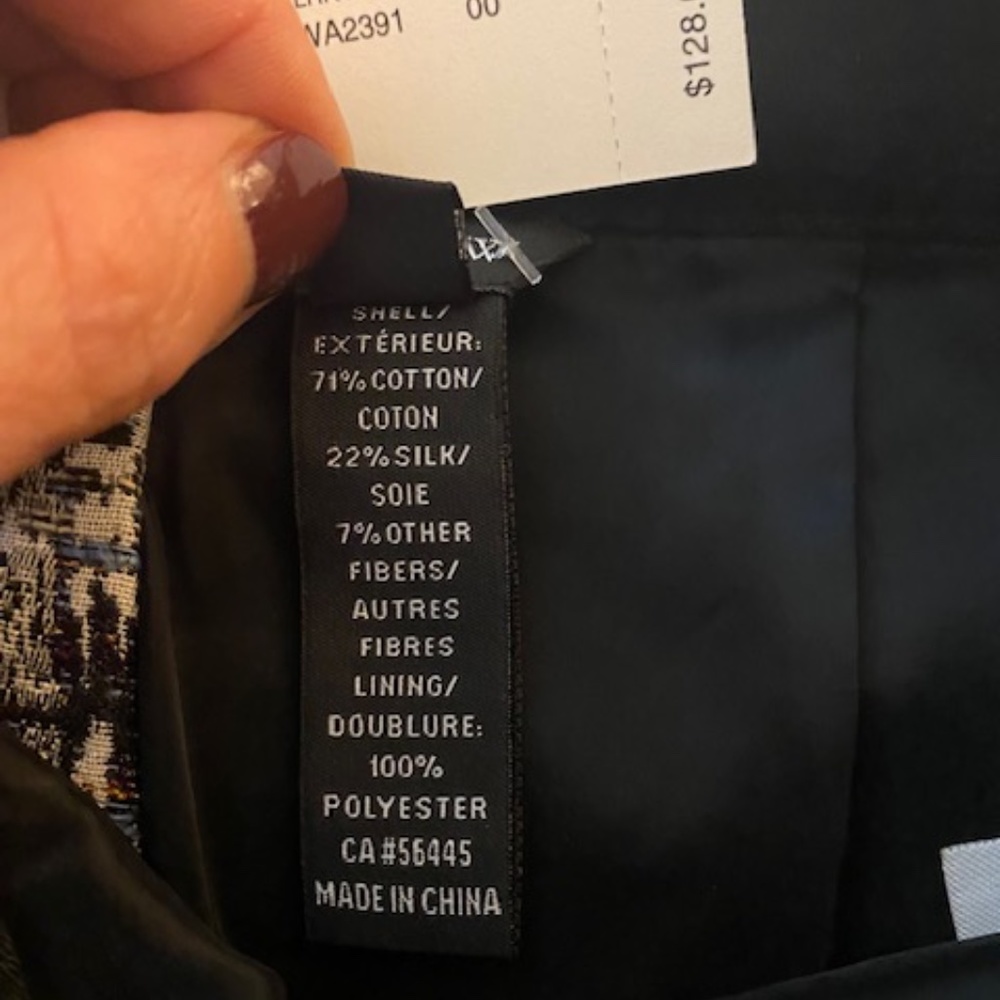 WA2391 00
$128.
SHELL/
EXTÉRIEUR:
71% COTTON/
COTON
22% SILK/
SOIE
7% OTHER
FIBERS/
AUTRES
FIBRES
LINING/
DOUBLURE:
100%
POLYESTER
CA #56445
MADE IN CHINA